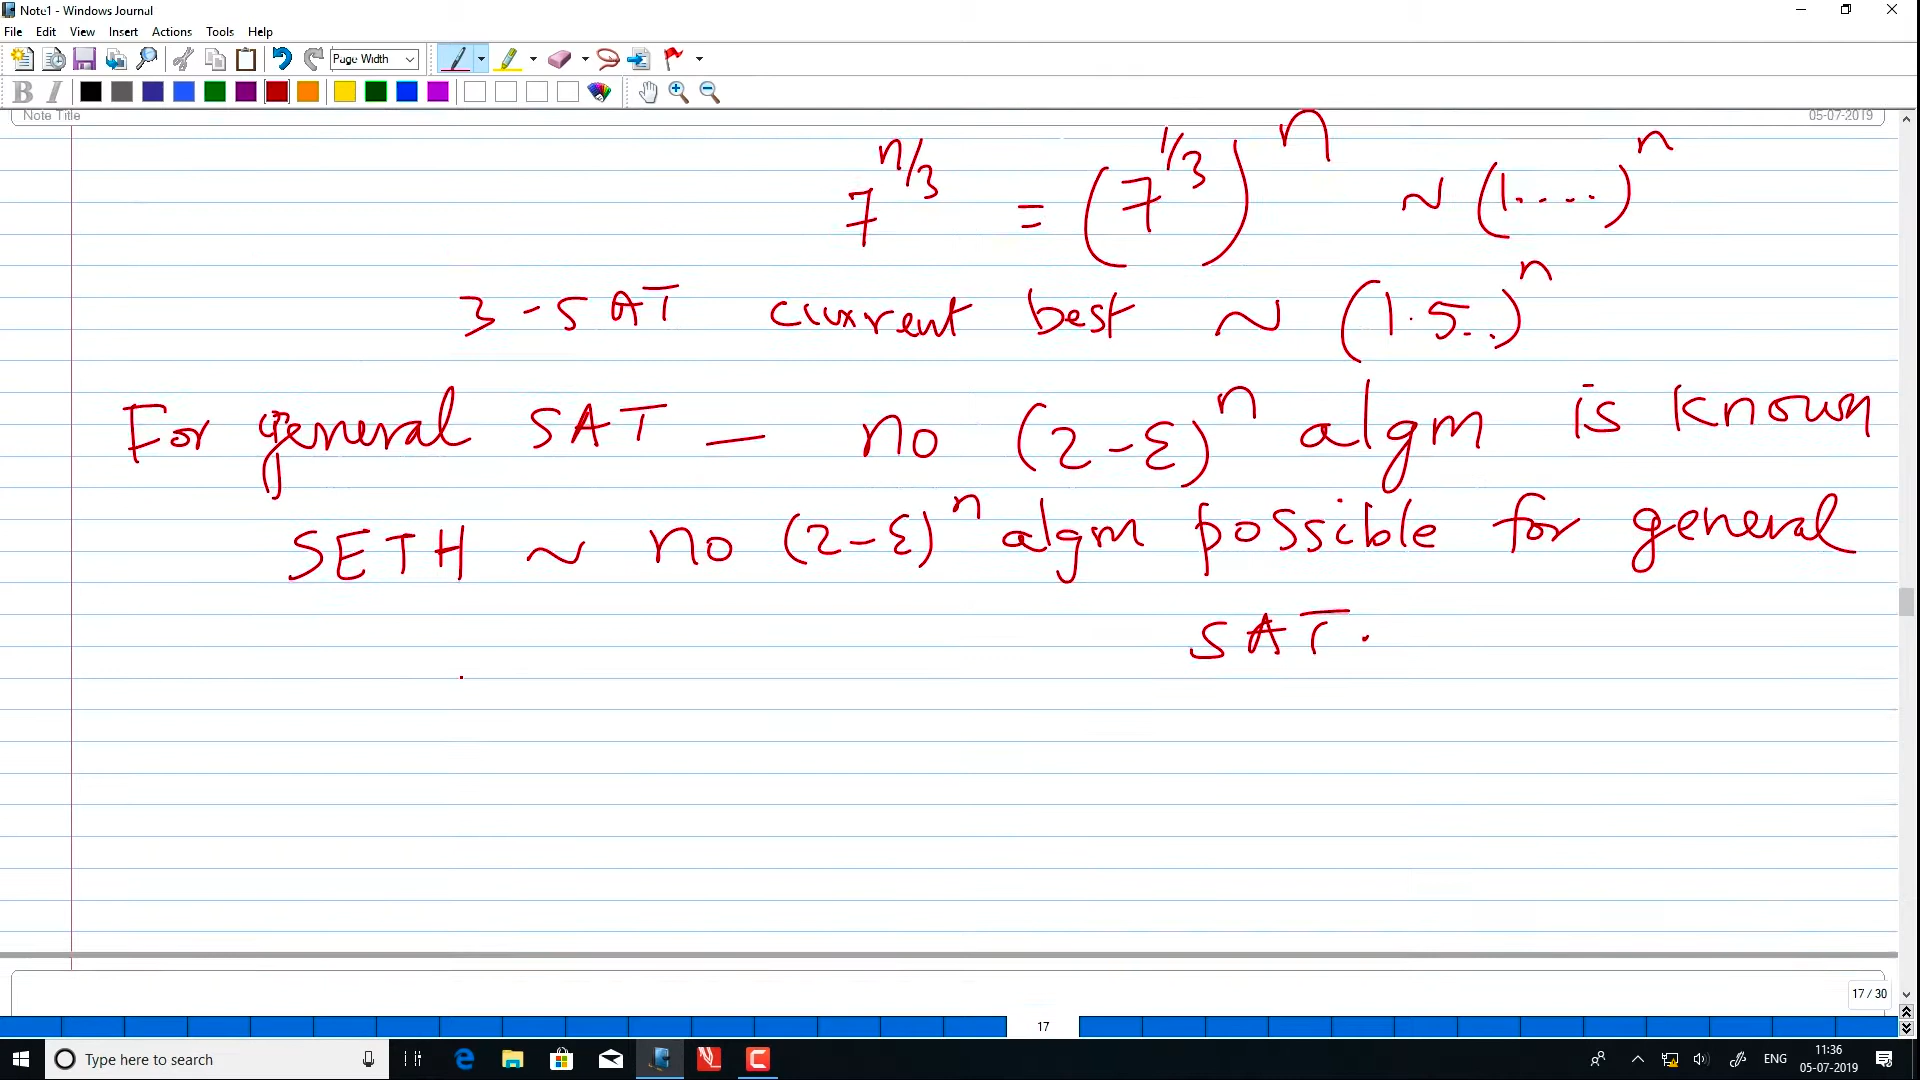 Note1 - Windows Journal
File Edit View Insert Actions Tools Help
Page Width
B I
Note Title 05-07-2019
7^{n/3} = (7^{1/3})^n ~ (1.....)^n
3-SAT current best ~ (1.5..)^n
For general SAT — no (2-ε)^n algm is known
SETH ~ no (2-ε)^n algm possible for general
SAT.
17 / 30
17
Type here to search
ENG
11:36
05-07-2019